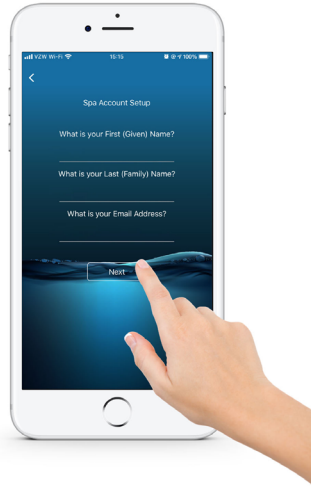 VZW Wi-Fi 15:15 100%
Spa Account Setup
What is your First (Given) Name?
What is your Last (Family) Name?
What is your Email Address?
Next